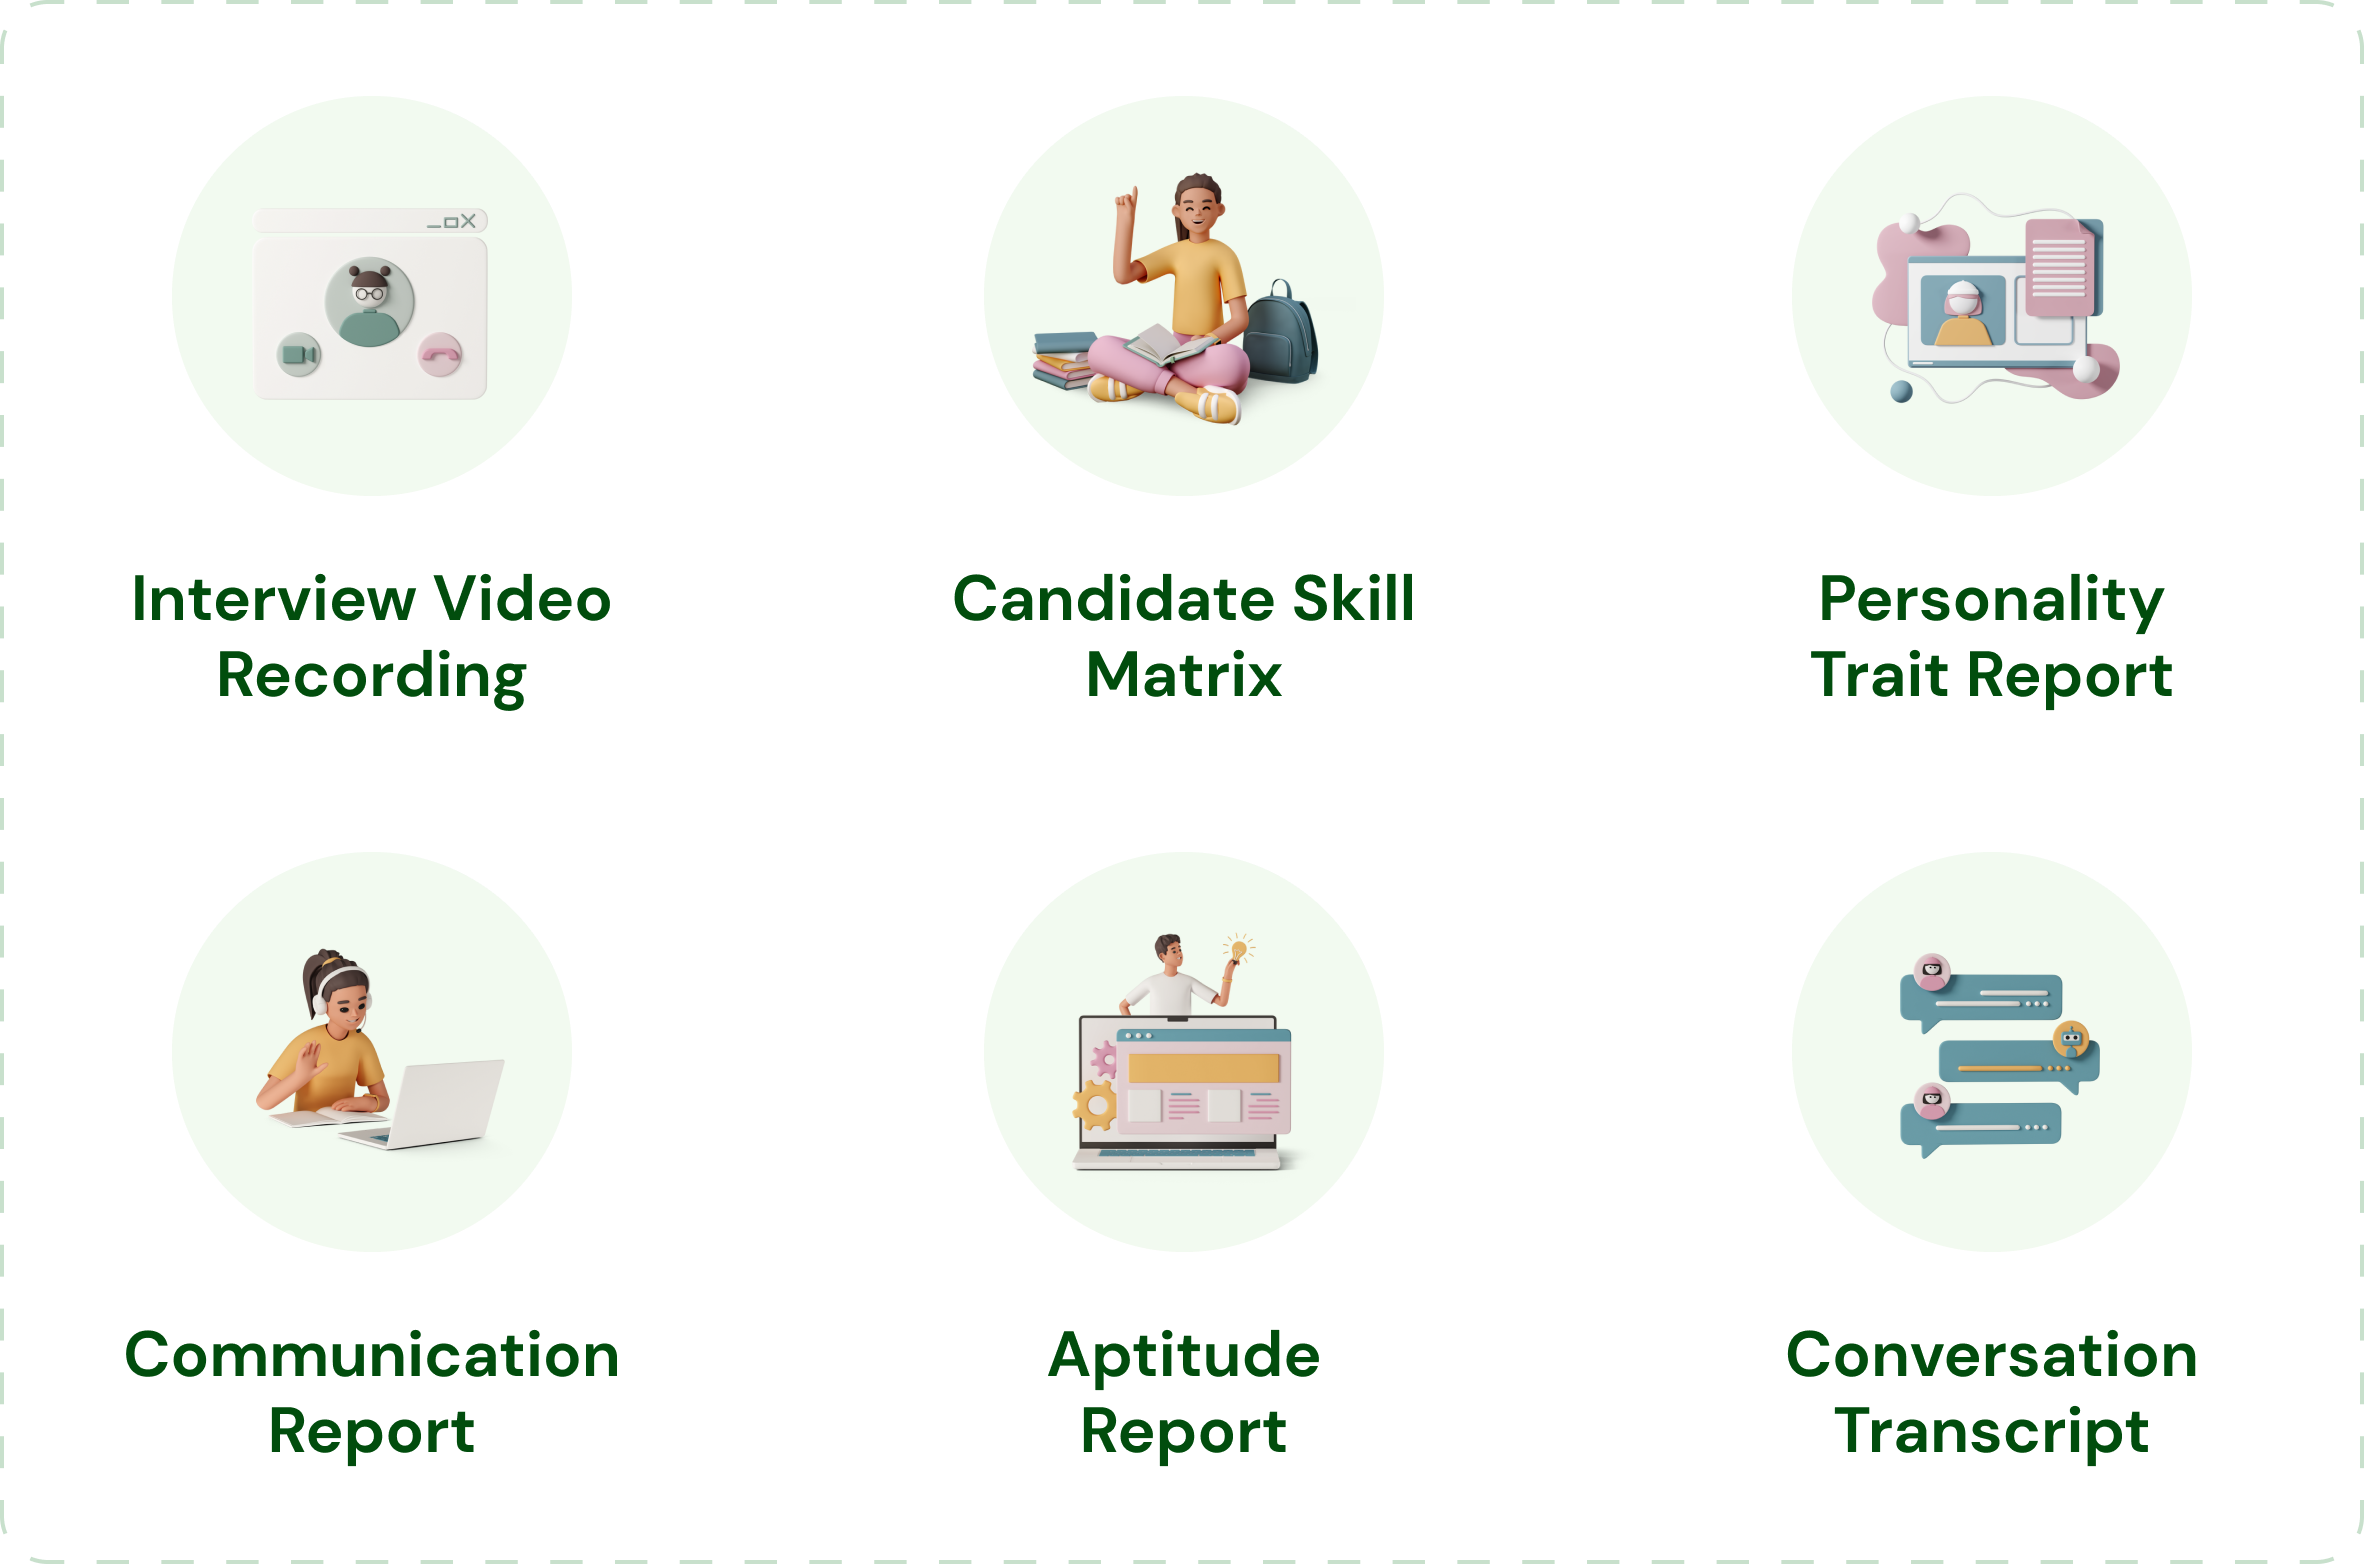 Interview Video
Recording
Candidate Skill
Matrix
Personality
Trait Report
Communication
Report
Aptitude
Report
Conversation
Transcript